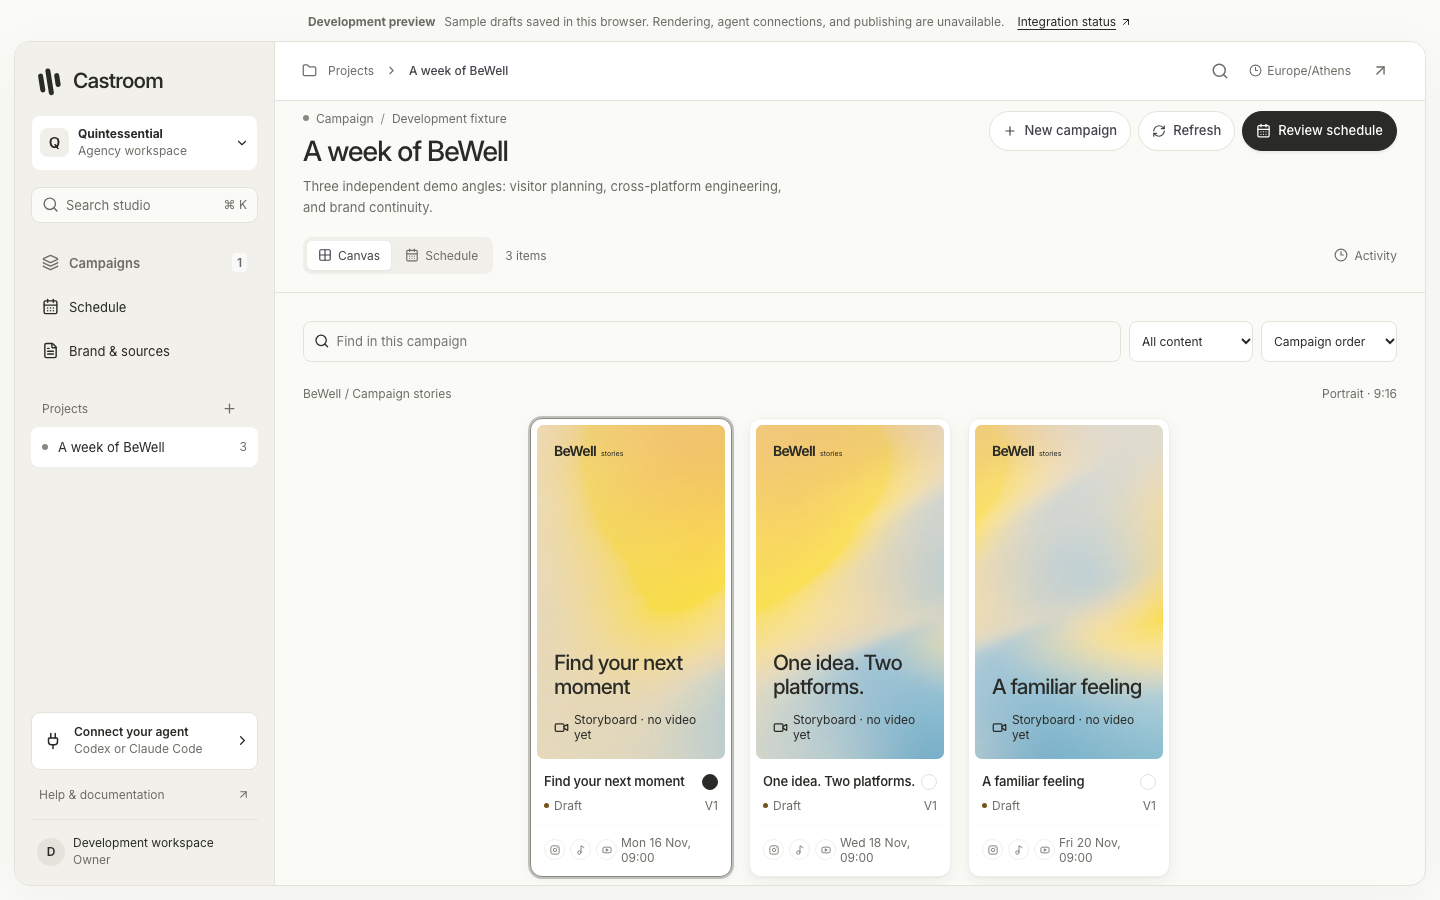 Development preview Sample drafts saved in this browser. Rendering, agent connections, and publishing are unavailable. Integration status
Castroom
Q
Quintessential
Agency workspace
Search studio ⌘ K
Campaigns 1
Schedule
Brand & sources
Projects
A week of BeWell 3
Connect your agent
Codex or Claude Code
Help & documentation
D
Development workspace
Owner
Projects A week of BeWell
Europe/Athens
Campaign / Development fixture
A week of BeWell
Three independent demo angles: visitor planning, cross-platform engineering,
and brand continuity.
New campaign Refresh Review schedule
Canvas Schedule 3 items
Activity
Find in this campaign
All content
Campaign order
BeWell / Campaign stories
Portrait · 9:16
BeWell stories
Find your next
moment
Storyboard · no video
yet
Find your next moment
Draft V1
Mon 16 Nov,
09:00
BeWell stories
One idea. Two
platforms.
Storyboard · no video
yet
One idea. Two platforms.
Draft V1
Wed 18 Nov,
09:00
BeWell stories
A familiar feeling
Storyboard · no video
yet
A familiar feeling
Draft V1
Fri 20 Nov,
09:00